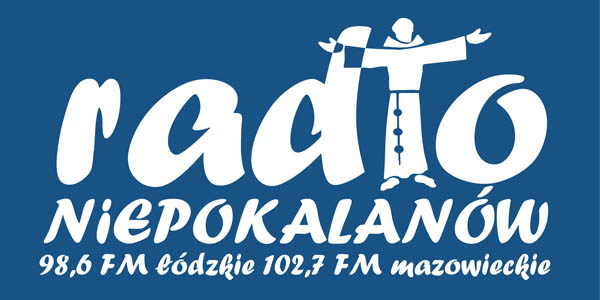 radio
NiEPOKALANÓW
98,6 FM łódzkie 102,7 FM mazowieckie